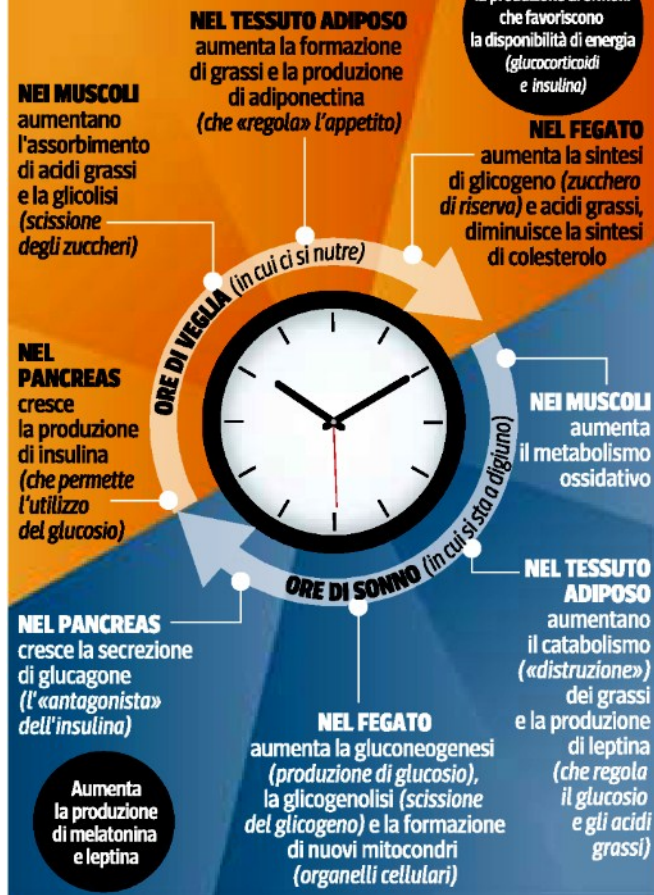 che favoriscono
la disponibilità di energia
(glucocorticoidi
e insulina)
NEL TESSUTO ADIPOSO
aumenta la formazione
di grassi e la produzione
di adiponectina
(che «regola» l'appetito)
NEI MUSCOLI
aumentano
l'assorbimento
di acidi grassi
e la glicolisi
(scissione
degli zuccheri)
NEL FEGATO
aumenta la sintesi
di glicogeno (zucchero
di riserva) e acidi grassi,
diminuisce la sintesi
di colesterolo
ORE DI VEGLIA (in cui ci si nutre)
NEL
PANCREAS
cresce
la produzione
di insulina
(che permette
l'utilizzo
del glucosio)
NEI MUSCOLI
aumenta
il metabolismo
ossidativo
ORE DI SONNO (in cui si sta a digiuno)
NEL TESSUTO
ADIPOSO
aumentano
il catabolismo
(«distruzione»)
dei grassi
e la produzione
di leptina
(che regola
il glucosio
e gli acidi
grassi)
NEL PANCREAS
cresce la secrezione
di glucagone
(l'«antagonista»
dell'insulina)
NEL FEGATO
aumenta la gluconeogenesi
(produzione di glucosio),
la glicogenolisi (scissione
del glicogeno) e la formazione
di nuovi mitocondri
(organelli cellulari)
Aumenta
la produzione
di melatonina
e leptina